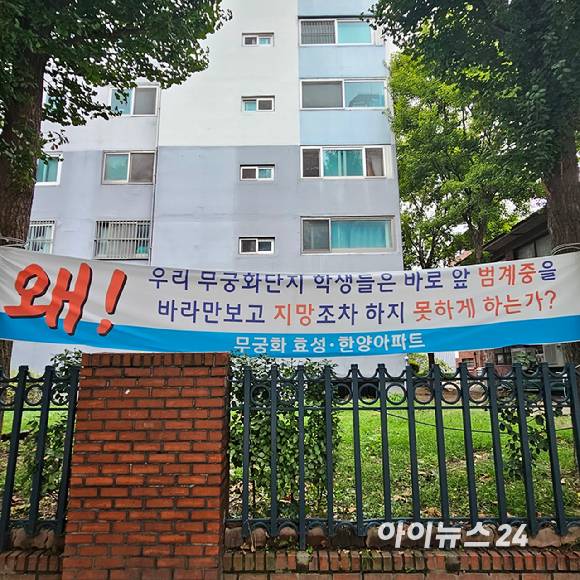 왜!
우리 무궁화단지 학생들은 바로 앞 범계중을
바라만보고 지망조차 하지 못하게 하는가?
무궁화 효성·한양아파트
아이뉴스24